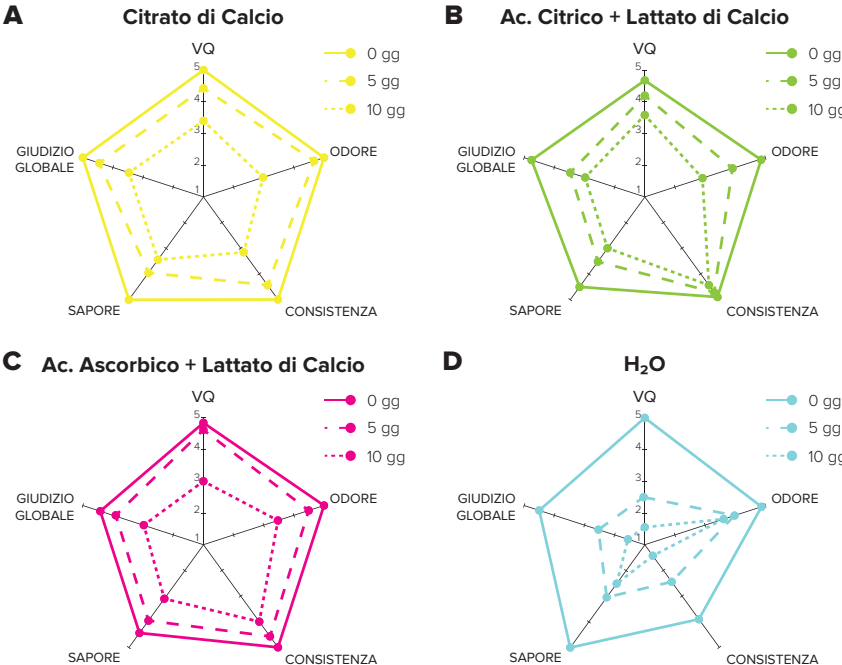 A Citrato di Calcio
VQ
0 gg
5 gg
10 gg
5
4
3
2
1
GIUDIZIO
GLOBALE
ODORE
SAPORE
CONSISTENZA
B Ac. Citrico + Lattato di Calcio
VQ
0 gg
5 gg
10 gg
5
4
3
2
1
GIUDIZIO
GLOBALE
ODORE
SAPORE
CONSISTENZA
C Ac. Ascorbico + Lattato di Calcio
VQ
0 gg
5 gg
10 gg
5
4
3
2
1
GIUDIZIO
GLOBALE
ODORE
SAPORE
CONSISTENZA
D H₂O
VQ
0 gg
5 gg
10 gg
5
4
3
2
1
GIUDIZIO
GLOBALE
ODORE
SAPORE
CONSISTENZA